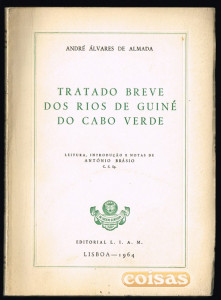 ANDRÉ ÁLVARES DE ALMADA
TRATADO BREVE
DOS RIOS DE GUINÉ
DO CABO VERDE
LEITURA, INTRODUÇÃO E NOTAS DE
ANTÓNIO BRÁSIO
C. S. Sp.
EDITORIAL L. I. A. M.
LISBOA — 1964
coisas